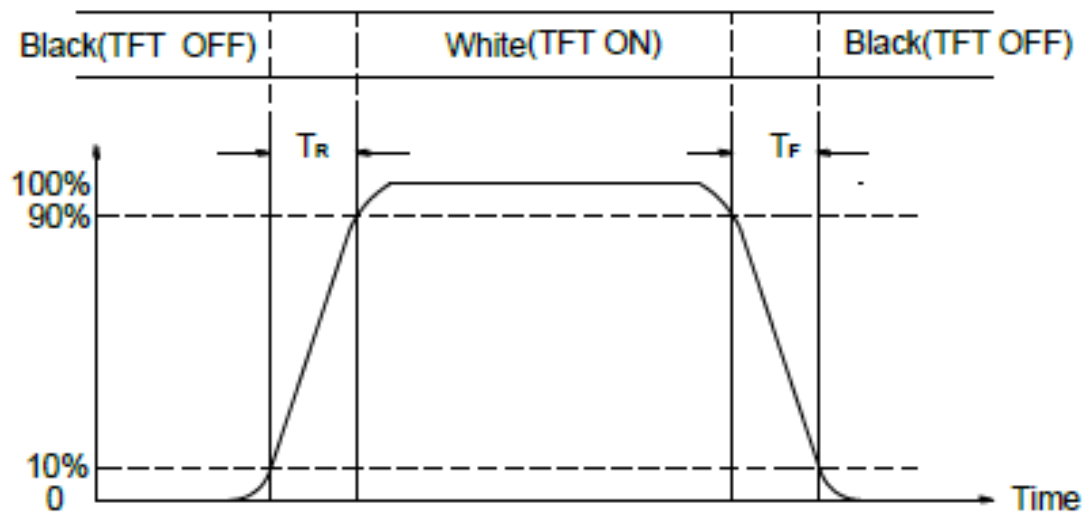 Black(TFT OFF) White(TFT ON) Black(TFT OFF)
TR TF
100%
90%
10%
0 Time